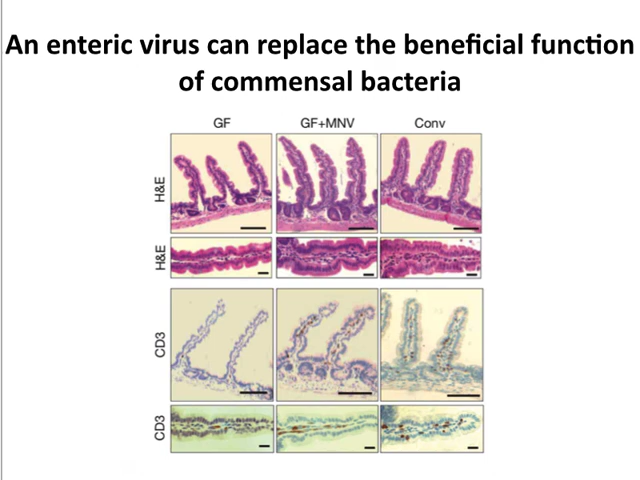 An enteric virus can replace the beneficial function
of commensal bacteria
GF GF+MNV Conv
H&E
H&E
CD3
CD3